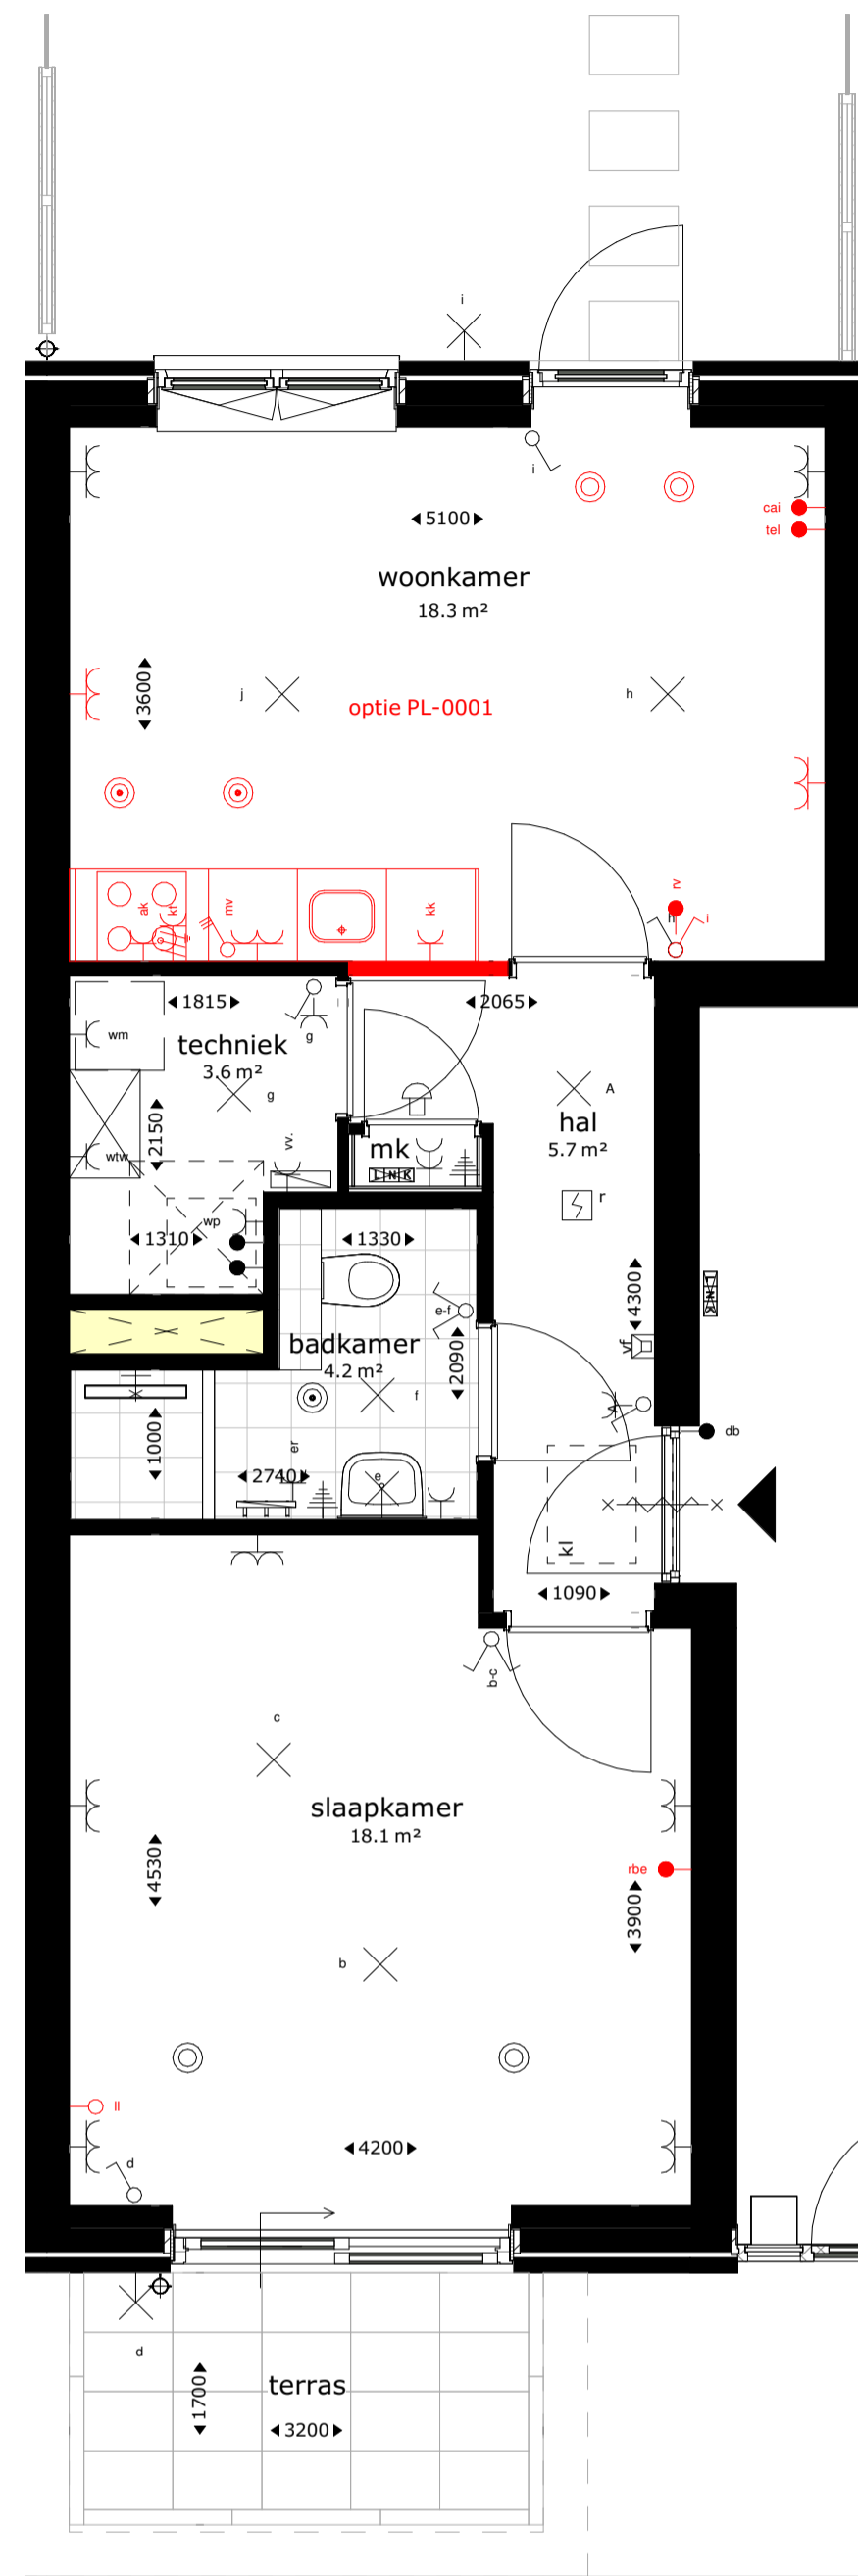 i
i
5100
cai
tel
woonkamer
18.3 m²
3600
j
h
optie PL-0001
ak
kt
mv
kk
rv
h
i
1815
2065
wm
techniek
3.6 m²
g
g
A
hal
5.7 m²
2150
wtw
vv.
mk
L N K
r
wp
1310
1330
4300
L N K
e-f
badkamer
4.2 m²
2090
vf
f
A
1000
er
2740
e
db
kl
1090
b-c
c
slaapkamer
18.1 m²
4530
rbe
3900
b
ll
4200
d
d
1700
terras
3200